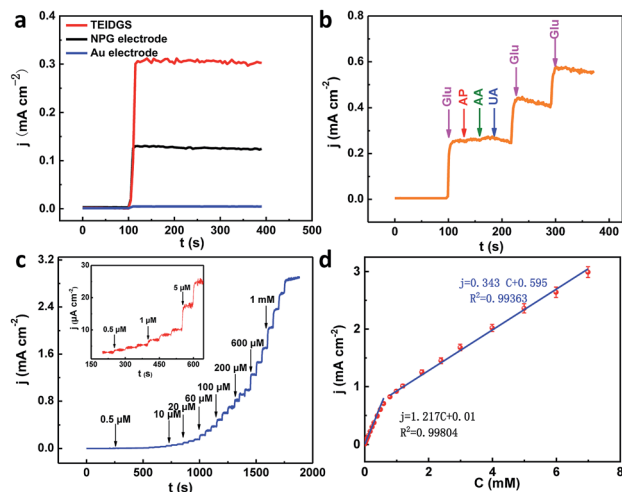 a
TEIDGS
NPG electrode
Au electrode
j (mA cm⁻²)
0.3
0.2
0.1
0.0
-100 0 100 200 300 400 500
t (s)
b
j (mA cm⁻²)
0.8
0.6
0.4
0.2
0.0
Glu
AP
AA
UA
Glu
Glu
0 100 200 300 400
t (s)
c
j (mA cm⁻²)
3.2
2.4
1.6
0.8
0.0
j (μA cm⁻²)
30
20
10
0.5 μM
1 μM
5 μM
150 300 450 600
t (s)
0.5 μM
10 μM
20 μM
60 μM
100 μM
200 μM
600 μM
1 mM
0 500 1000 1500 2000
t (s)
d
j (mA cm⁻²)
3
2
1
0
j=0.343 C+0.595
R²=0.99363
j=1.217C+0.01
R²=0.99804
0 2 4 6 8
C (mM)